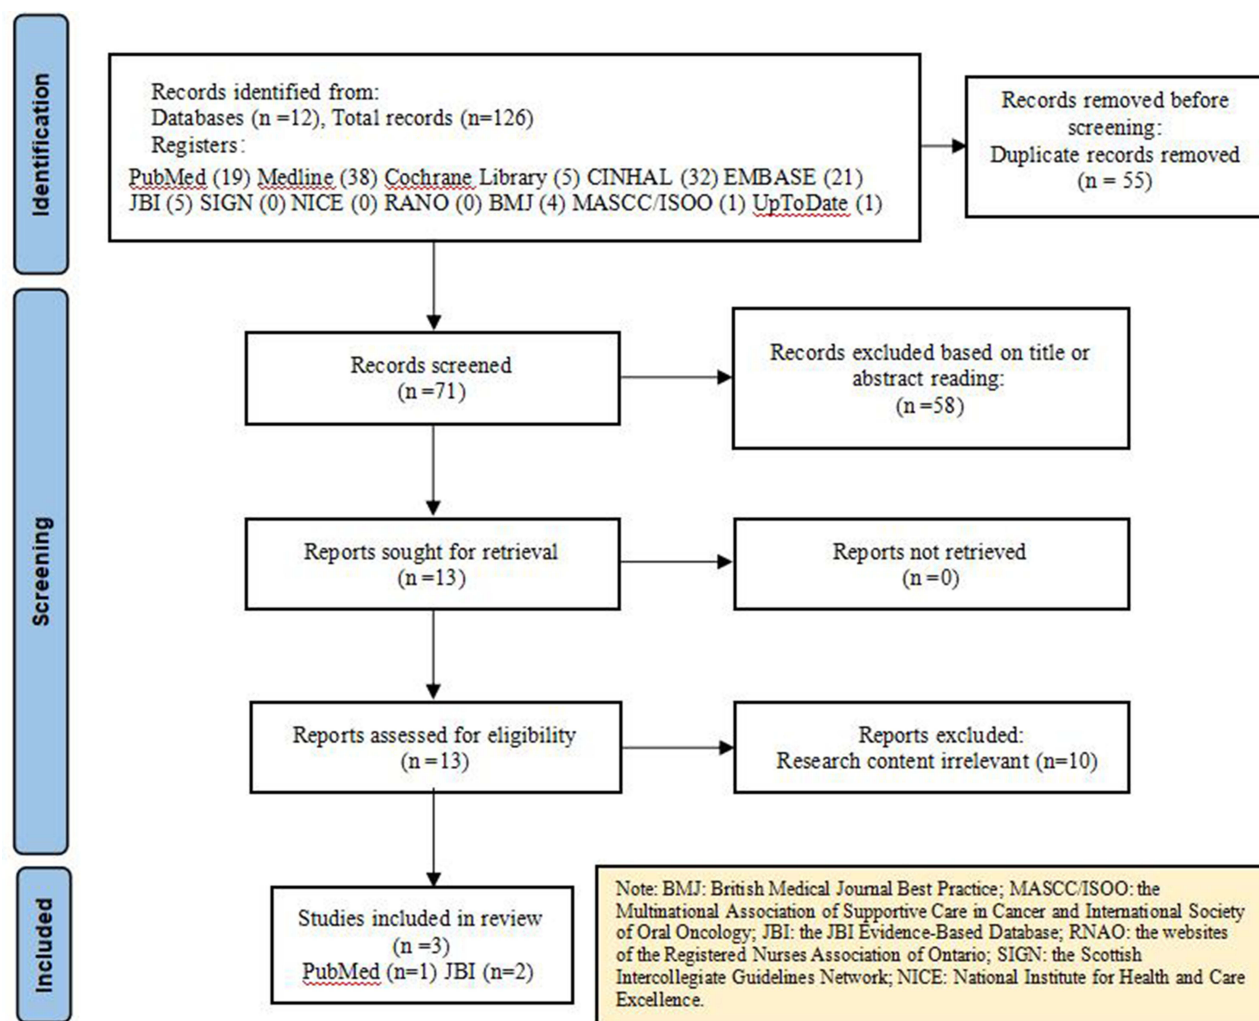 Identification
Records identified from:
Databases (n =12), Total records (n=126)
Registers:
PubMed (19) Medline (38) Cochrane Library (5) CINHAL (32) EMBASE (21)
JBI (5) SIGN (0) NICE (0) RANO (0) BMJ (4) MASCC/ISOO (1) UpToDate (1)
Records removed before
screening:
Duplicate records removed
(n = 55)
Screening
Records screened
(n =71)
Records excluded based on title or
abstract reading:
(n =58)
Reports sought for retrieval
(n =13)
Reports not retrieved
(n =0)
Reports assessed for eligibility
(n =13)
Reports excluded:
Research content irrelevant (n=10)
Included
Studies included in review
(n =3)
PubMed (n=1) JBI (n=2)
Note: BMJ: British Medical Journal Best Practice; MASCC/ISOO: the
Multinational Association of Supportive Care in Cancer and International Society
of Oral Oncology; JBI: the JBI Evidence-Based Database; RNAO: the websites
of the Registered Nurses Association of Ontario; SIGN: the Scottish
Intercollegiate Guidelines Network; NICE: National Institute for Health and Care
Excellence.